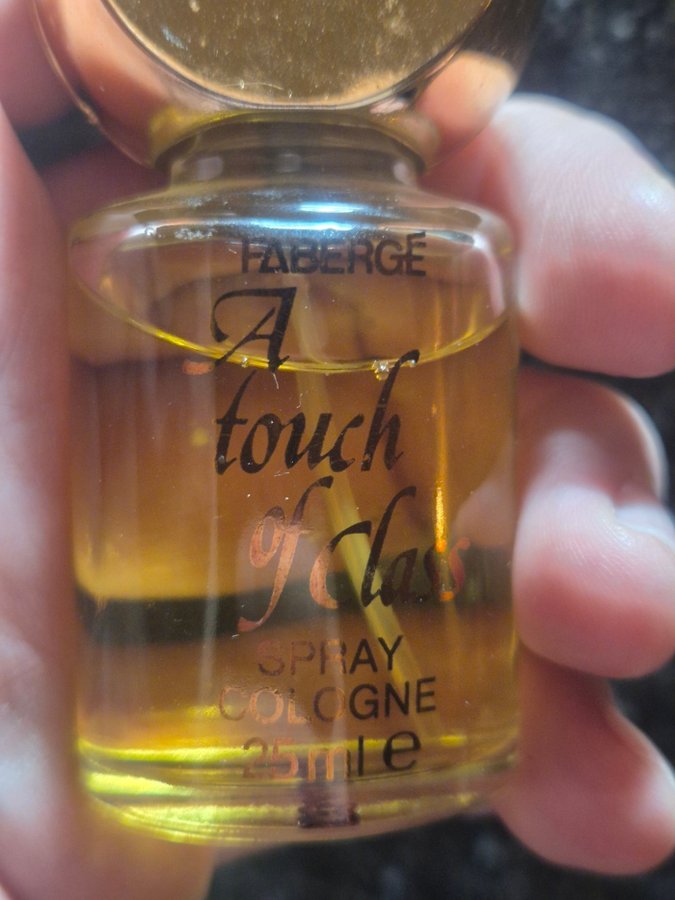 FABERGÉ
A
touch
of Class
SPRAY
COLOGNE
25ml e